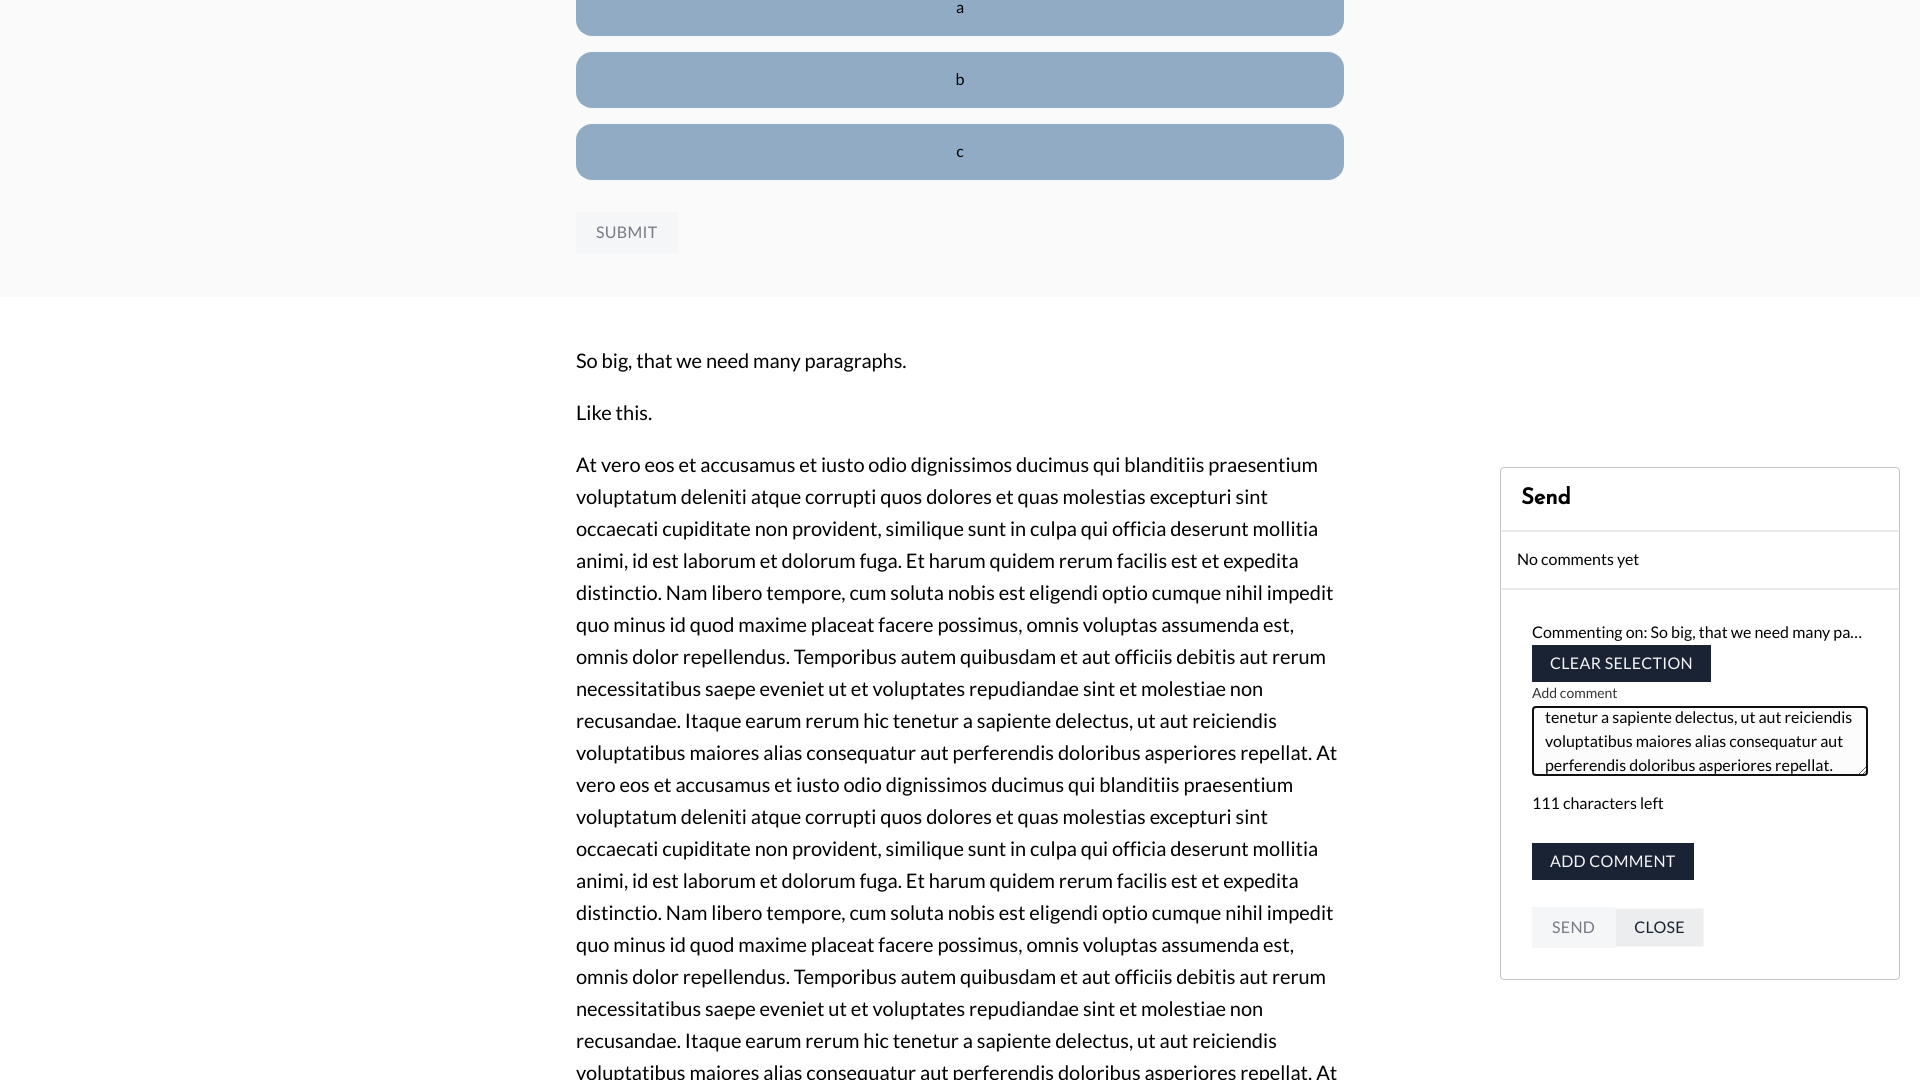 a
b
c
SUBMIT
So big, that we need many paragraphs.
Like this.
At vero eos et accusamus et iusto odio dignissimos ducimus qui blanditiis praesentium
voluptatum deleniti atque corrupti quos dolores et quas molestias excepturi sint
occaecati cupiditate non provident, similique sunt in culpa qui officia deserunt mollitia
animi, id est laborum et dolorum fuga. Et harum quidem rerum facilis est et expedita
distinctio. Nam libero tempore, cum soluta nobis est eligendi optio cumque nihil impedit
quo minus id quod maxime placeat facere possimus, omnis voluptas assumenda est,
omnis dolor repellendus. Temporibus autem quibusdam et aut officiis debitis aut rerum
necessitatibus saepe eveniet ut et voluptates repudiandae sint et molestiae non
recusandae. Itaque earum rerum hic tenetur a sapiente delectus, ut aut reiciendis
voluptatibus maiores alias consequatur aut perferendis doloribus asperiores repellat. At
vero eos et accusamus et iusto odio dignissimos ducimus qui blanditiis praesentium
voluptatum deleniti atque corrupti quos dolores et quas molestias excepturi sint
occaecati cupiditate non provident, similique sunt in culpa qui officia deserunt mollitia
animi, id est laborum et dolorum fuga. Et harum quidem rerum facilis est et expedita
distinctio. Nam libero tempore, cum soluta nobis est eligendi optio cumque nihil impedit
quo minus id quod maxime placeat facere possimus, omnis voluptas assumenda est,
omnis dolor repellendus. Temporibus autem quibusdam et aut officiis debitis aut rerum
necessitatibus saepe eveniet ut et voluptates repudiandae sint et molestiae non
recusandae. Itaque earum rerum hic tenetur a sapiente delectus, ut aut reiciendis
voluptatibus maiores alias consequatur aut perferendis doloribus asperiores repellat. At
Send
No comments yet
Commenting on: So big, that we need many pa...
CLEAR SELECTION
Add comment
tenetur a sapiente delectus, ut aut reiciendis
voluptatibus maiores alias consequatur aut
perferendis doloribus asperiores repellat.
111 characters left
ADD COMMENT
SEND
CLOSE